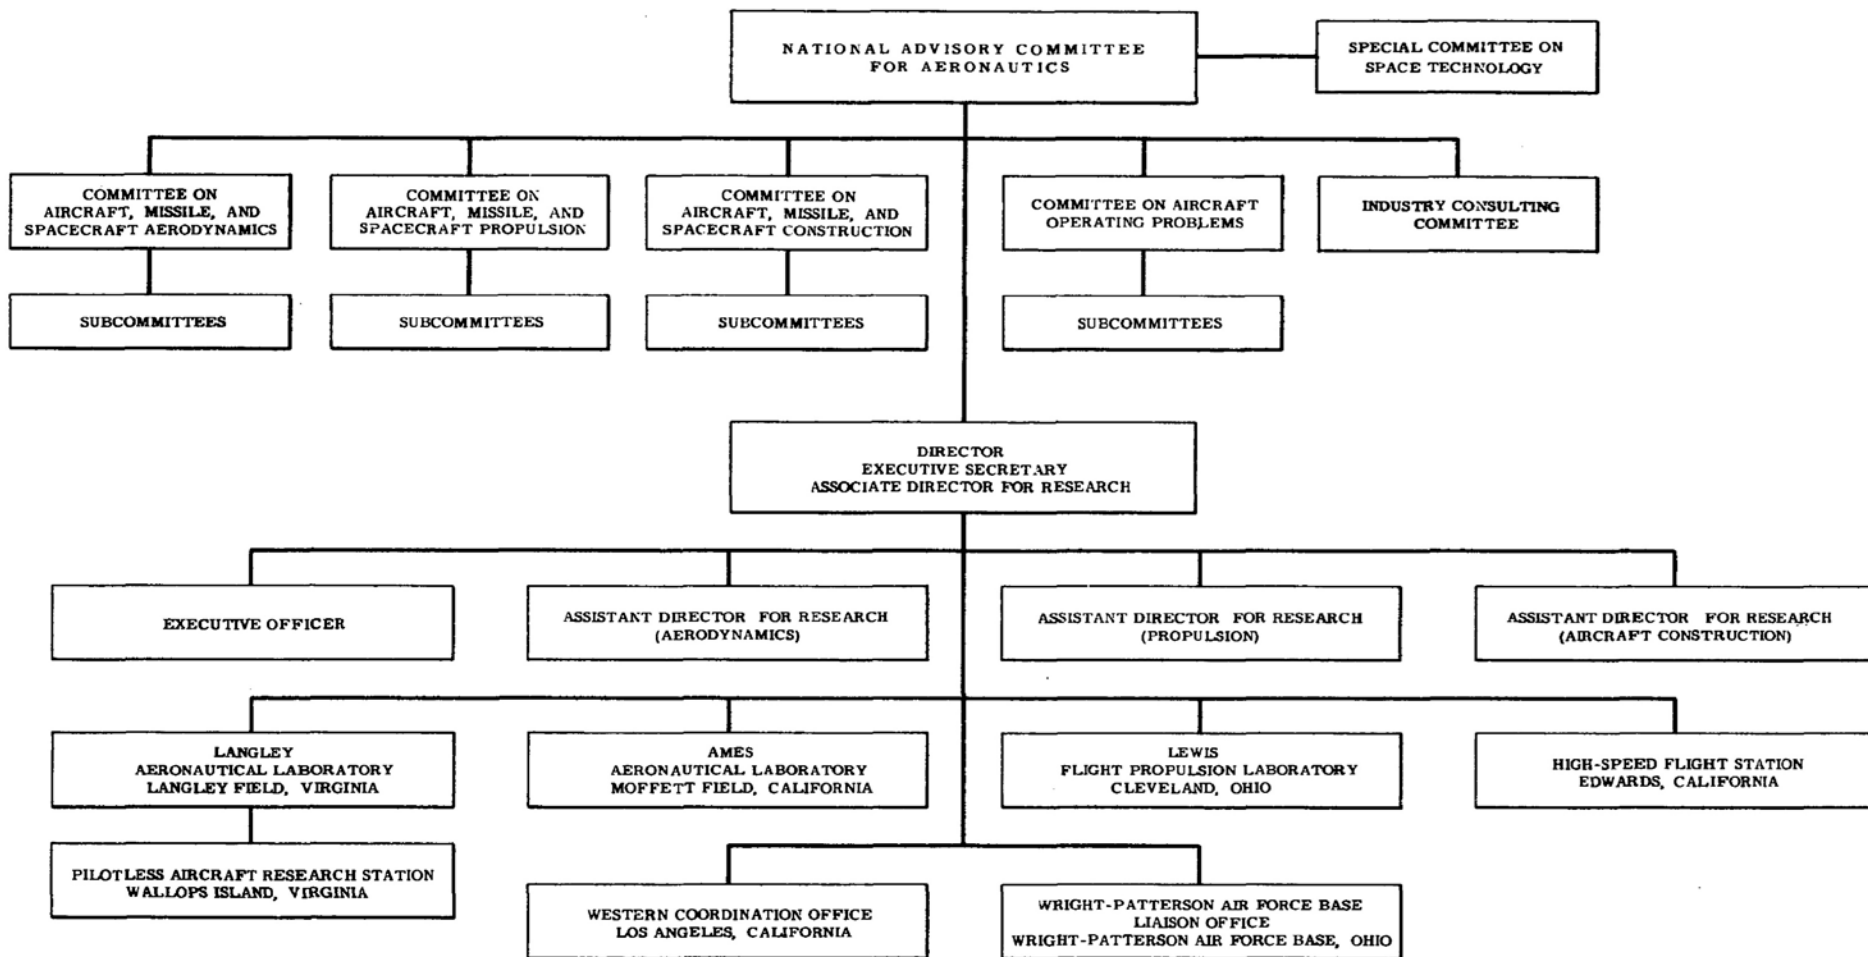 NATIONAL ADVISORY COMMITTEE
FOR AERONAUTICS
SPECIAL COMMITTEE ON
SPACE TECHNOLOGY
COMMITTEE ON
AIRCRAFT, MISSILE, AND
SPACECRAFT AERODYNAMICS
COMMITTEE ON
AIRCRAFT, MISSILE, AND
SPACECRAFT PROPULSION
COMMITTEE ON
AIRCRAFT, MISSILE, AND
SPACECRAFT CONSTRUCTION
COMMITTEE ON AIRCRAFT
OPERATING PROBLEMS
INDUSTRY CONSULTING
COMMITTEE
SUBCOMMITTEES
SUBCOMMITTEES
SUBCOMMITTEES
SUBCOMMITTEES
DIRECTOR
EXECUTIVE SECRETARY
ASSOCIATE DIRECTOR FOR RESEARCH
EXECUTIVE OFFICER
ASSISTANT DIRECTOR FOR RESEARCH
(AERODYNAMICS)
ASSISTANT DIRECTOR FOR RESEARCH
(PROPULSION)
ASSISTANT DIRECTOR FOR RESEARCH
(AIRCRAFT CONSTRUCTION)
LANGLEY
AERONAUTICAL LABORATORY
LANGLEY FIELD, VIRGINIA
AMES
AERONAUTICAL LABORATORY
MOFFETT FIELD, CALIFORNIA
LEWIS
FLIGHT PROPULSION LABORATORY
CLEVELAND, OHIO
HIGH-SPEED FLIGHT STATION
EDWARDS, CALIFORNIA
PILOTLESS AIRCRAFT RESEARCH STATION
WALLOPS ISLAND, VIRGINIA
WESTERN COORDINATION OFFICE
LOS ANGELES, CALIFORNIA
WRIGHT-PATTERSON AIR FORCE BASE
LIAISON OFFICE
WRIGHT-PATTERSON AIR FORCE BASE, OHIO